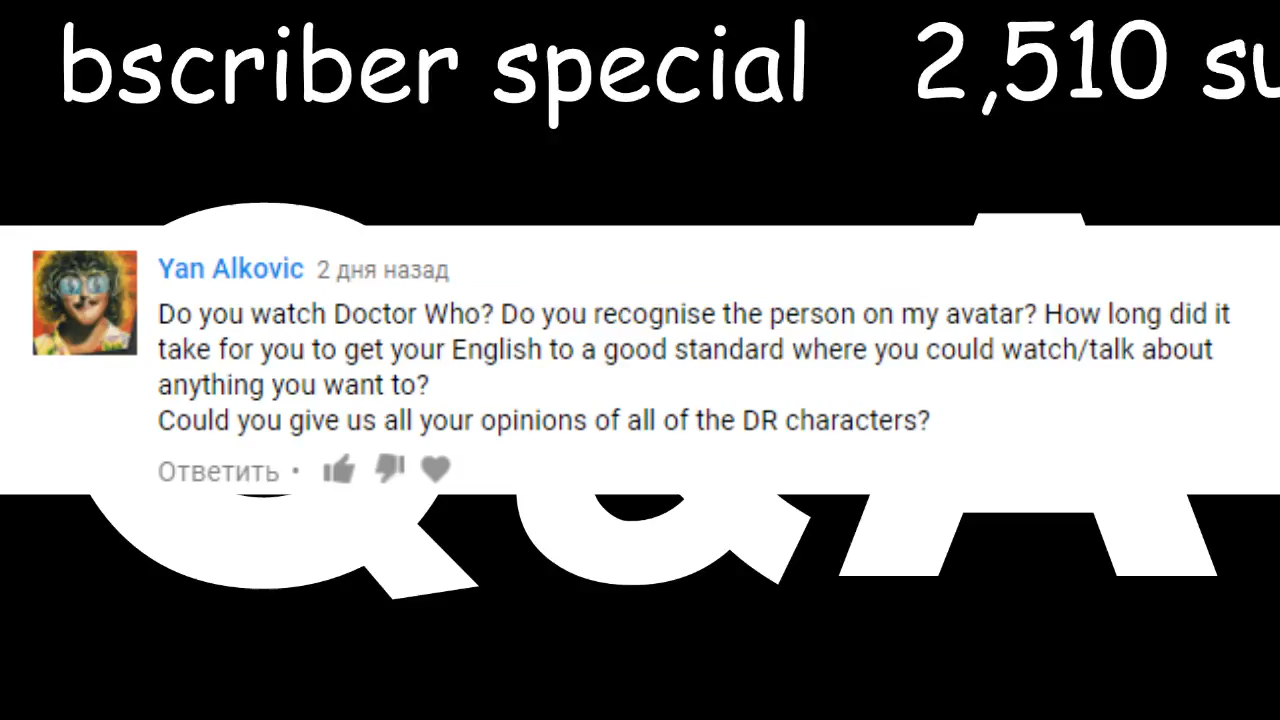 bscriber special 2,510 su
Yan Alkovic 2 дня назад
Do you watch Doctor Who? Do you recognise the person on my avatar? How long did it
take for you to get your English to a good standard where you could watch/talk about
anything you want to?
Could you give us all your opinions of all of the DR characters?
Ответить •
Q&A